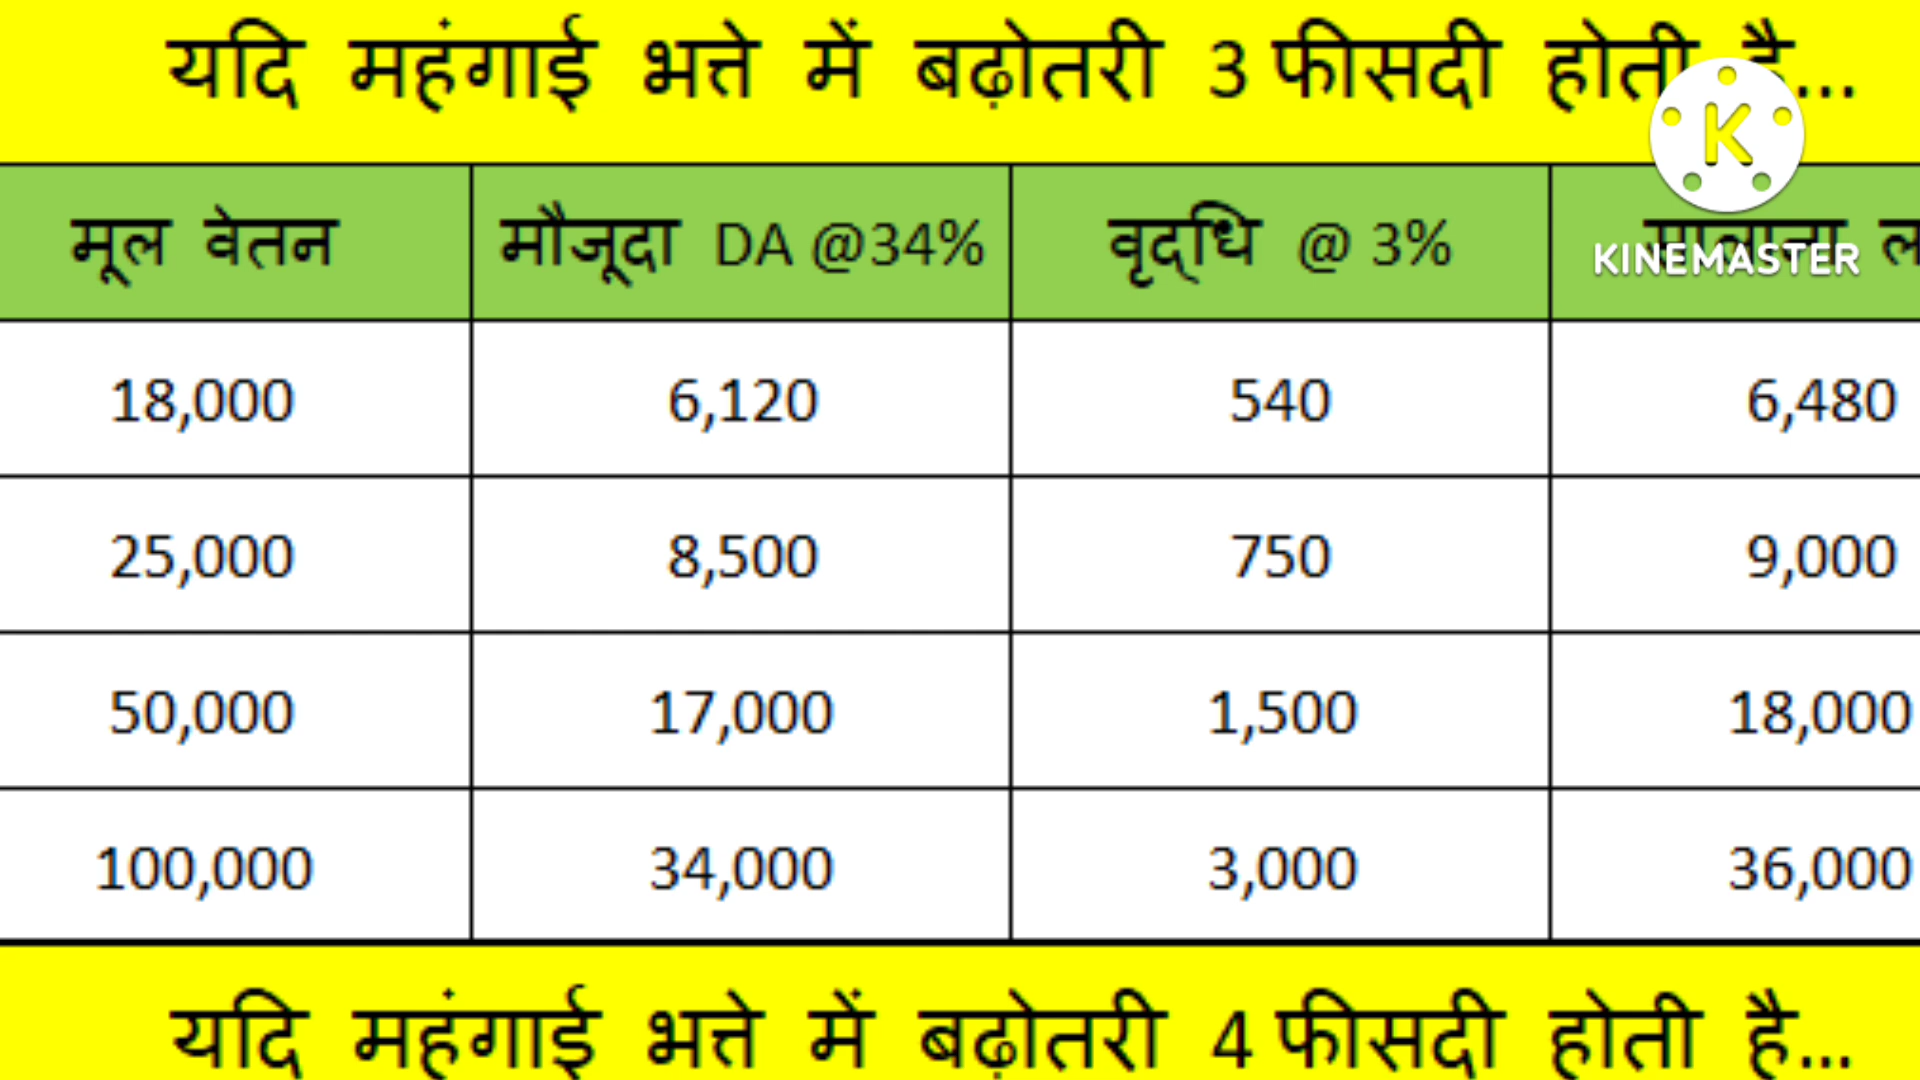 यदि महंगाई भत्ते में बढ़ोतरी 3 फीसदी होती है...
K
मूल वेतन मौजूदा DA @34% वृद्धि @ 3%
KINEMASTER
18,000 6,120 540 6,480
25,000 8,500 750 9,000
50,000 17,000 1,500 18,000
100,000 34,000 3,000 36,000
यदि महंगाई भत्ते में बढ़ोतरी 4 फीसदी होती है...